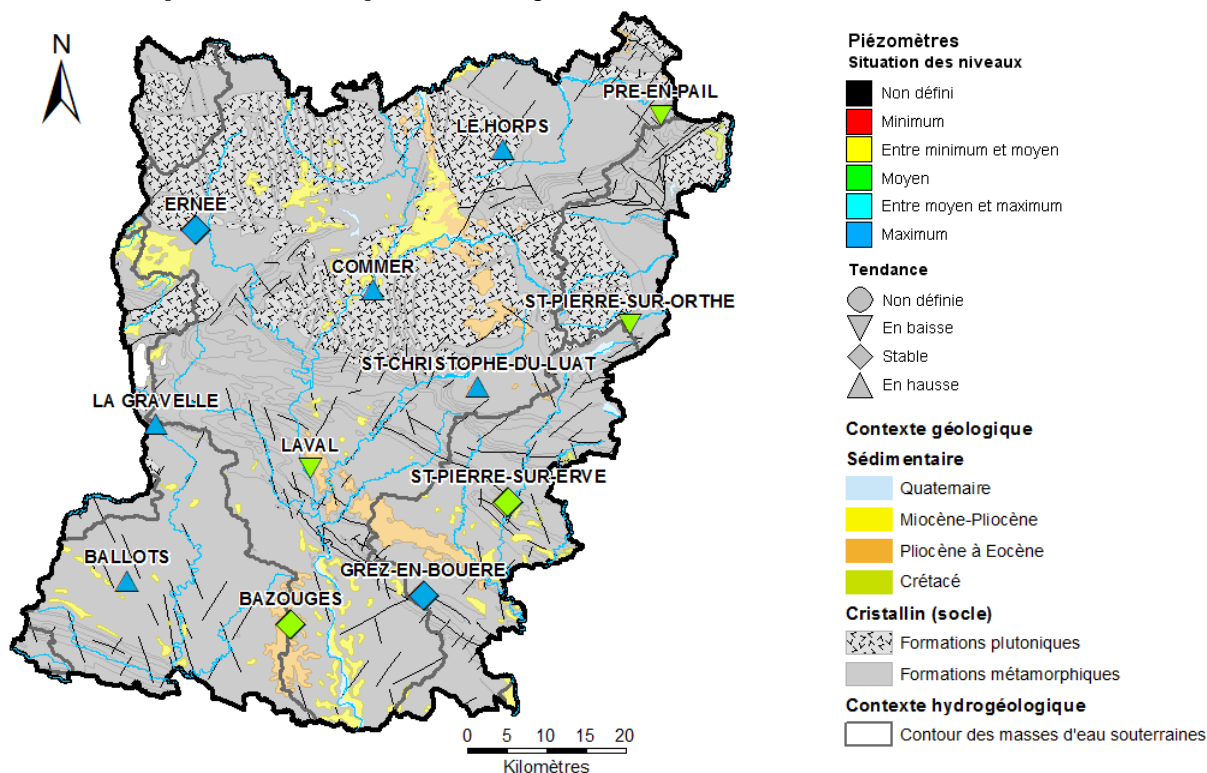 N
PRE-EN-PAIL
LE HORPS
ERNEE
COMMER
ST-PIERRE-SUR-ORTHE
ST-CHRISTOPHE-DU-LUAT
LA GRAVELLE
LAVAL
ST-PIERRE-SUR-ERVE
BALLOTS
GREZ-EN-BOUERE
BAZOUGES
0 5 10 15 20
Kilomètres
Piézomètres
Situation des niveaux
Non défini
Minimum
Entre minimum et moyen
Moyen
Entre moyen et maximum
Maximum
Tendance
Non définie
En baisse
Stable
En hausse
Contexte géologique
Sédimentaire
Quaternaire
Miocène-Pliocène
Pliocène à Eocène
Crétacé
Cristallin (socle)
Formations plutoniques
Formations métamorphiques
Contexte hydrogéologique
Contour des masses d'eau souterraines